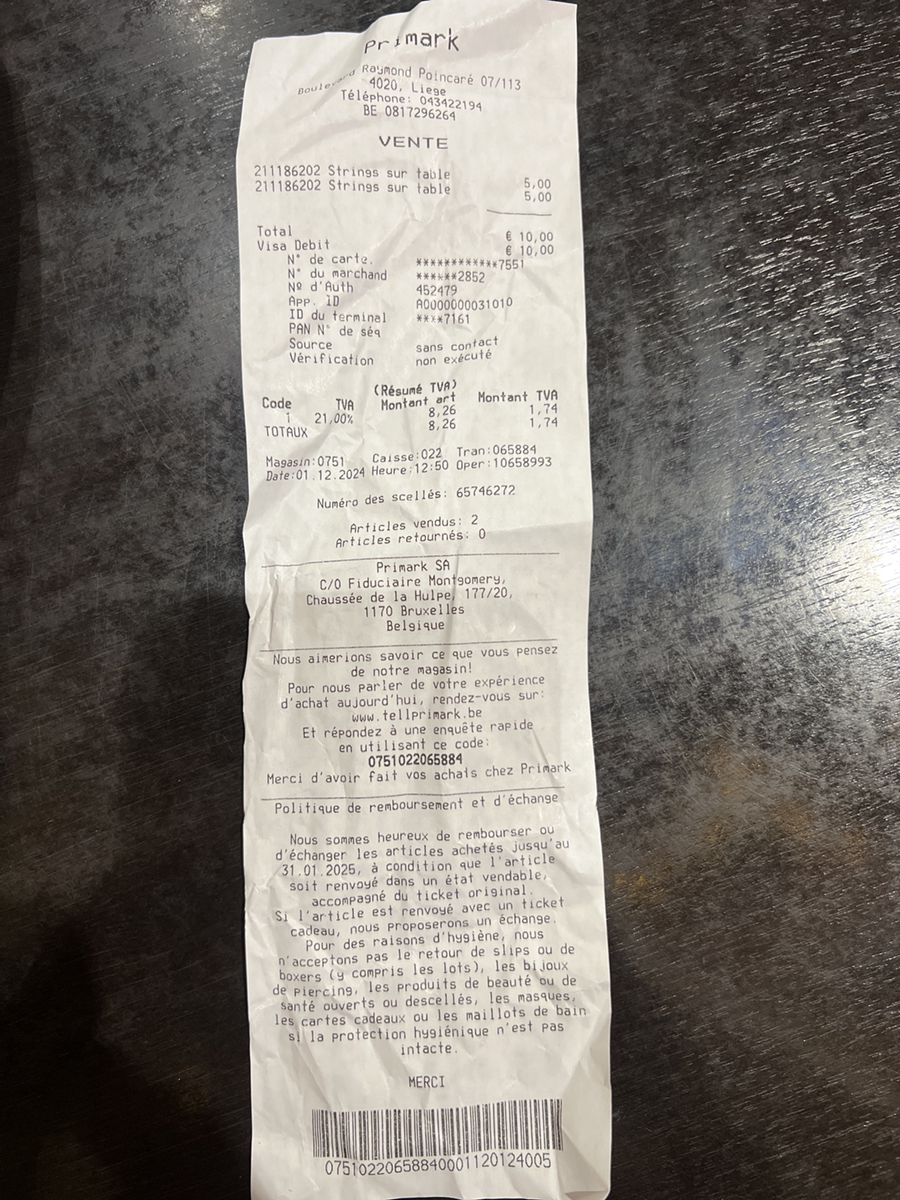 Primark
Boulevard Raymond Poincaré 07/113
4020, Liege
Téléphone: 043422194
BE 0817296264
VENTE
211186202 Strings sur table 5,00
211186202 Strings sur table 5,00
Total € 10,00
Visa Debit € 10,00
N° de carte. ************7551
N° du marchand ******2852
Nº d'Auth 452479
App. ID A0000000031010
ID du terminal ****7161
PAN N° de séq
Source sans contact
Vérification non exécuté
(Résumé TVA)
Code TVA Montant art Montant TVA
1 21,00% 8,26 1,74
TOTAUX 8,26 1,74
Magasin:0751 Caisse:022 Tran:065884
Date:01.12.2024 Heure:12:50 Oper:10658993
Numéro des scellés: 65746272
Articles vendus: 2
Articles retournés: 0
Primark SA
C/O Fiduciaire Montgomery,
Chaussée de la Hulpe, 177/20,
1170 Bruxelles
Belgique
Nous aimerions savoir ce que vous pensez
de notre magasin!
Pour nous parler de votre expérience
d'achat aujourd'hui, rendez-vous sur:
www.tellprimark.be
Et répondez à une enquête rapide
en utilisant ce code:
0751022065884
Merci d'avoir fait vos achats chez Primark
Politique de remboursement et d'échange
Nous sommes heureux de rembourser ou
d'échanger les articles achetés jusqu'au
31.01.2025, à condition que l'article
soit renvoyé dans un état vendable,
accompagné du ticket original.
Si l'article est renvoyé avec un ticket
cadeau, nous proposerons un échange.
Pour des raisons d'hygiène, nous
n'acceptons pas le retour de slips ou de
boxers (y compris les lots), les bijoux
de piercing, les produits de beauté ou de
santé ouverts ou descellés, les masques,
les cartes cadeaux ou les maillots de bain
si la protection hygiénique n'est pas
intacte.
MERCI
07510220658840001120124005